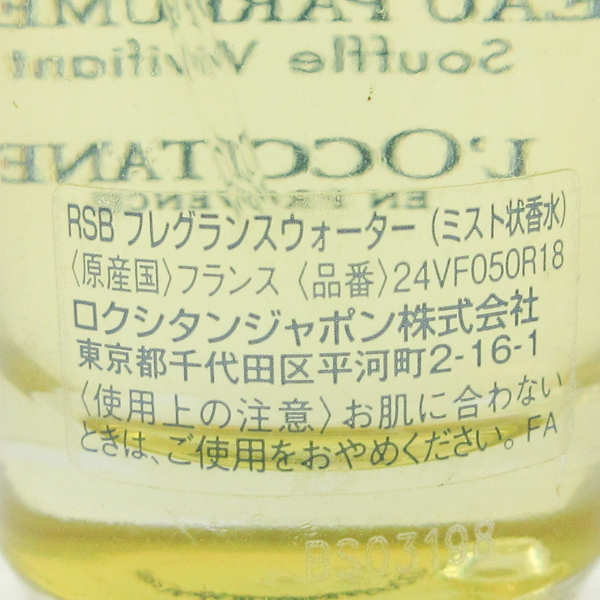 EAU PARFUMÉE
Souffle Vivifiant
L'OCCITANE
EN PROVENCE
RSB フレグランスウォーター (ミスト状香水)
〈原産国〉フランス 〈品番〉24VF050R18
ロクシタンジャポン株式会社
東京都千代田区平河町2-16-1
〈使用上の注意〉お肌に合わない
ときは、ご使用をおやめください。FA